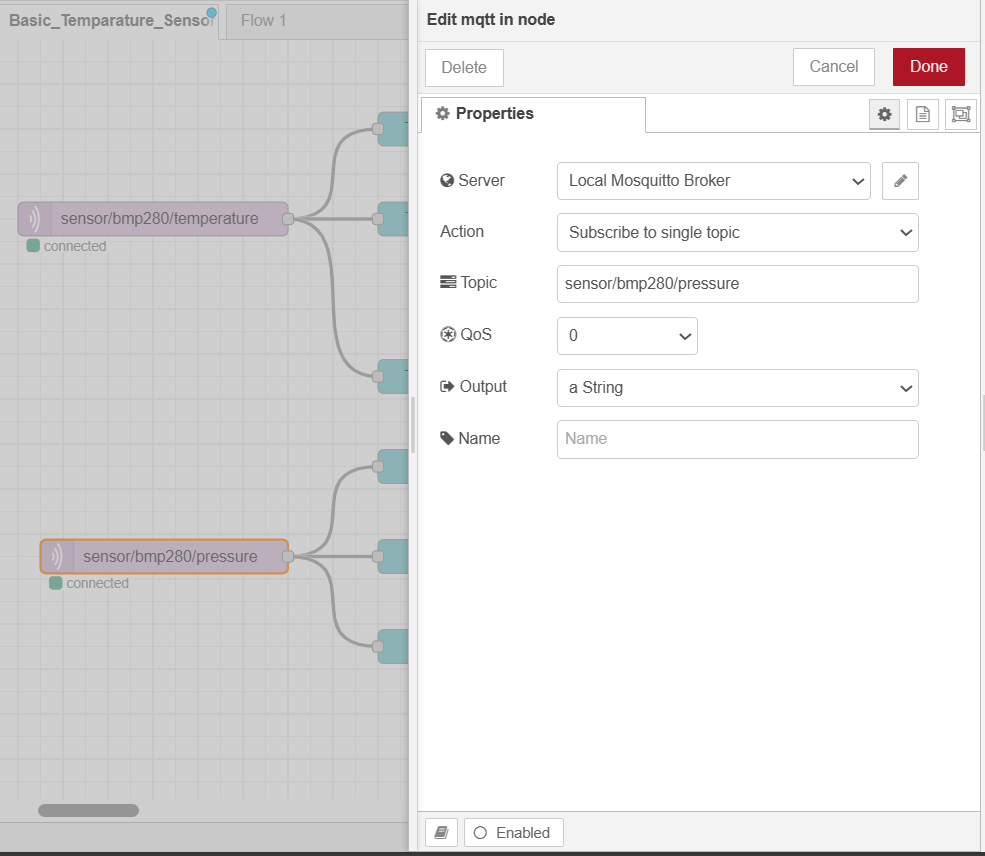 Basic_Temparature_Sensor
Flow 1
sensor/bmp280/temperature
connected
sensor/bmp280/pressure
connected
Edit mqtt in node
Delete
Cancel
Done
Properties
Server
Local Mosquitto Broker
Action
Subscribe to single topic
Topic
sensor/bmp280/pressure
QoS
0
Output
a String
Name
Name
Enabled